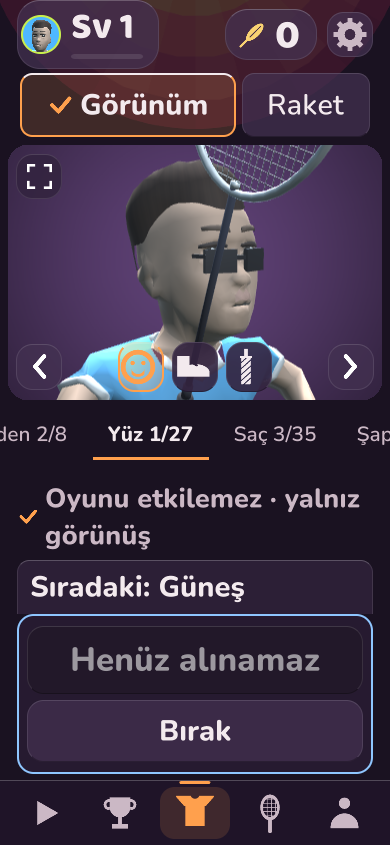 Sv 1
0
Görünüm
Raket
den 2/8
Yüz 1/27
Saç 3/35
Şap
Oyunu etkilemez · yalnız
görünüş
Sıradaki: Güneş
Henüz alınamaz
Bırak